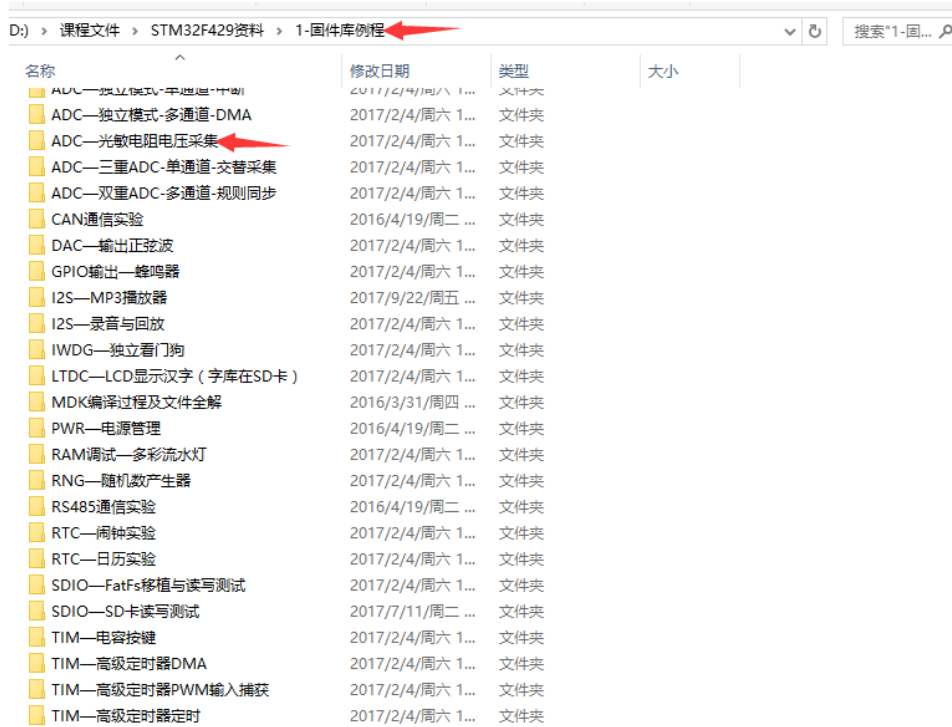 D:) › 课程文件 › STM32F429资料 › 1-固件库例程 搜索"1-固...
名称 修改日期 类型 大小
ADC—独立模式-单通道-中断 2017/2/4/周六 1... 文件夹
ADC—独立模式-多通道-DMA 2017/2/4/周六 1... 文件夹
ADC—光敏电阻电压采集 2017/2/4/周六 1... 文件夹
ADC—三重ADC-单通道-交替采集 2017/2/4/周六 1... 文件夹
ADC—双重ADC-多通道-规则同步 2017/2/4/周六 1... 文件夹
CAN通信实验 2016/4/19/周二 ... 文件夹
DAC—输出正弦波 2017/2/4/周六 1... 文件夹
GPIO输出—蜂鸣器 2017/2/4/周六 1... 文件夹
I2S—MP3播放器 2017/9/22/周五 ... 文件夹
I2S—录音与回放 2017/2/4/周六 1... 文件夹
IWDG—独立看门狗 2017/2/4/周六 1... 文件夹
LTDC—LCD显示汉字（字库在SD卡） 2017/2/4/周六 1... 文件夹
MDK编译过程及文件全解 2016/3/31/周四 ... 文件夹
PWR—电源管理 2016/4/19/周二 ... 文件夹
RAM调试—多彩流水灯 2017/2/4/周六 1... 文件夹
RNG—随机数产生器 2017/2/4/周六 1... 文件夹
RS485通信实验 2016/4/19/周二 ... 文件夹
RTC—闹钟实验 2017/2/4/周六 1... 文件夹
RTC—日历实验 2017/2/4/周六 1... 文件夹
SDIO—FatFs移植与读写测试 2017/2/4/周六 1... 文件夹
SDIO—SD卡读写测试 2017/7/11/周二 ... 文件夹
TIM—电容按键 2017/2/4/周六 1... 文件夹
TIM—高级定时器DMA 2017/2/4/周六 1... 文件夹
TIM—高级定时器PWM输入捕获 2017/2/4/周六 1... 文件夹
TIM—高级定时器定时 2017/2/4/周六 1... 文件夹